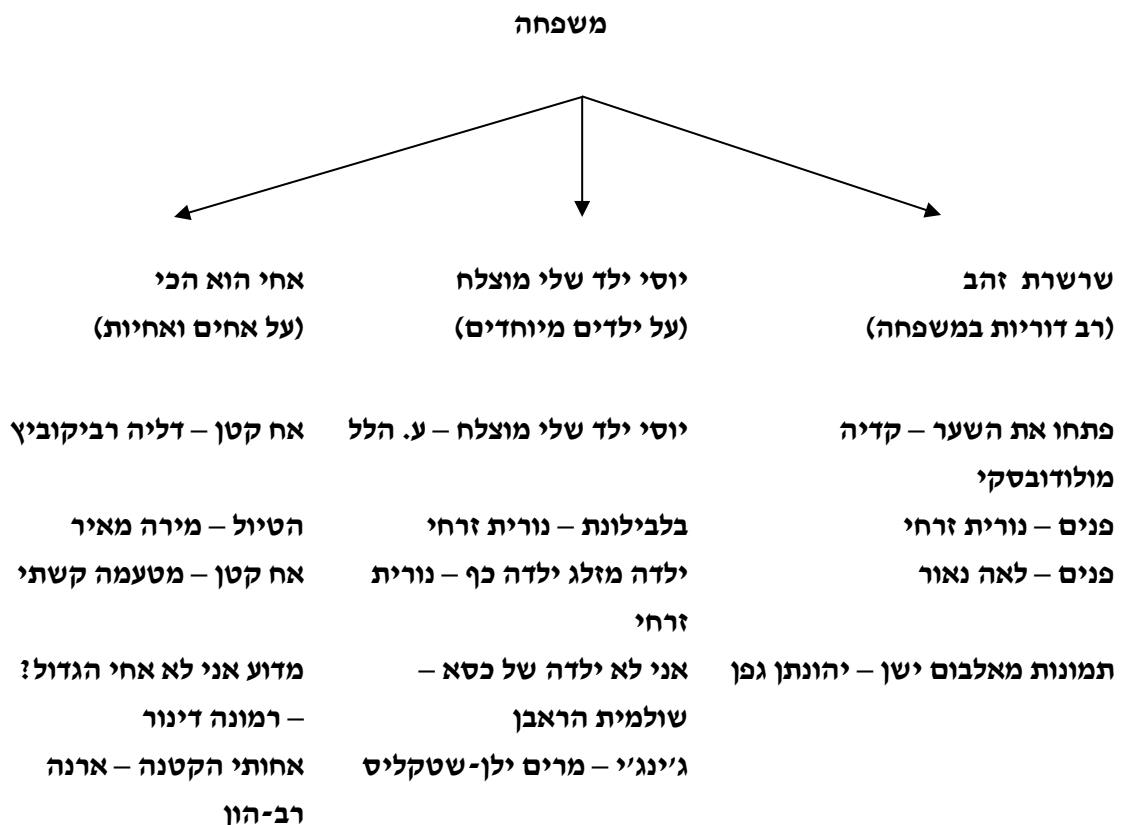 משפחה
שרשרת זהב
(רב דוריות במשפחה)
פתחו את השער – קדיה
מולודובסקי
פנים – נורית זרחי
פנים – לאה נאור
תמונות מאלבום ישן – יהונתן גפן
יוסי ילד שלי מוצלח
(על ילדים מיוחדים)
יוסי ילד שלי מוצלח – ע. הלל
בלבילונת – נורית זרחי
ילדה מזלג ילדה כף – נורית
זרחי
אני לא ילדה של כסא –
שולמית הראבן
ג'ינג'י – מרים ילן-שטקליס
אחי הוא הכי
(על אחים ואחיות)
אח קטן – דליה רביקוביץ
הטיול – מירה מאיר
אח קטן – מטעמה קשתי
מדוע אני לא אחי הגדול?
– רמונה דינור
אחותי הקטנה – ארנה
רב-הון